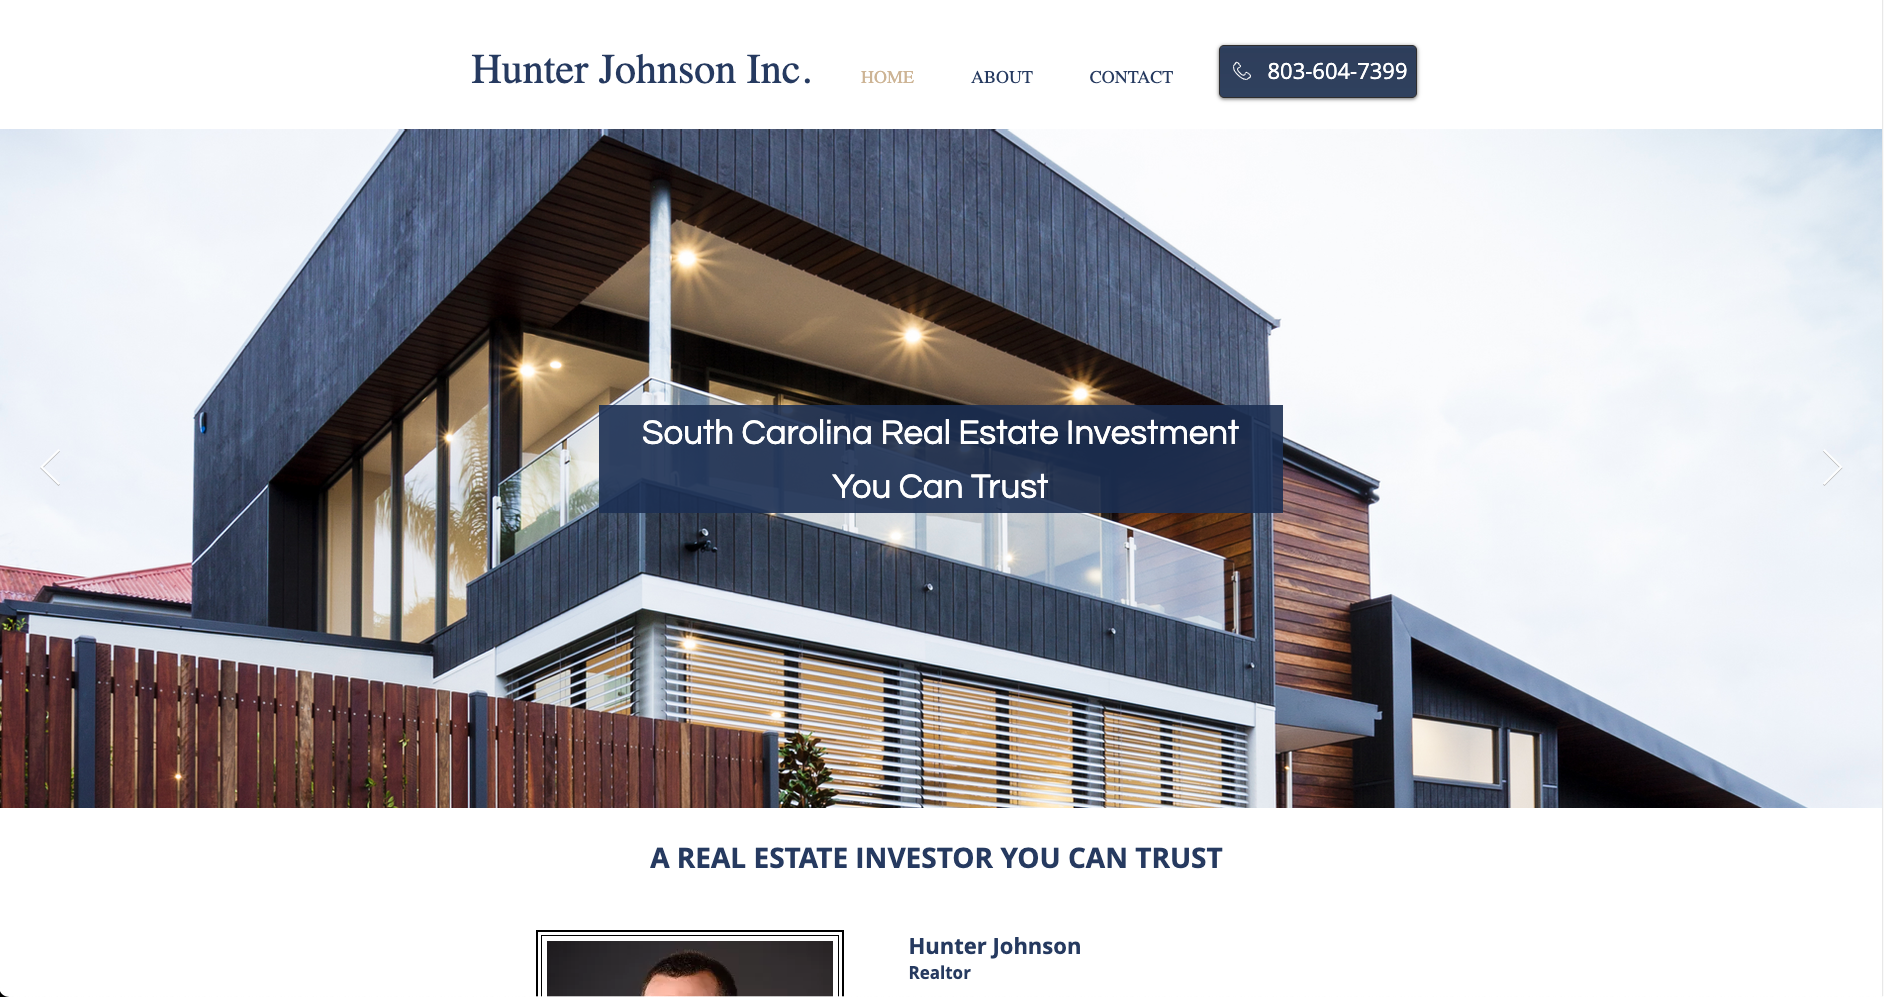 Hunter Johnson Inc.
HOME
ABOUT
CONTACT
803-604-7399
South Carolina Real Estate Investment
You Can Trust
A REAL ESTATE INVESTOR YOU CAN TRUST
Hunter Johnson
Realtor